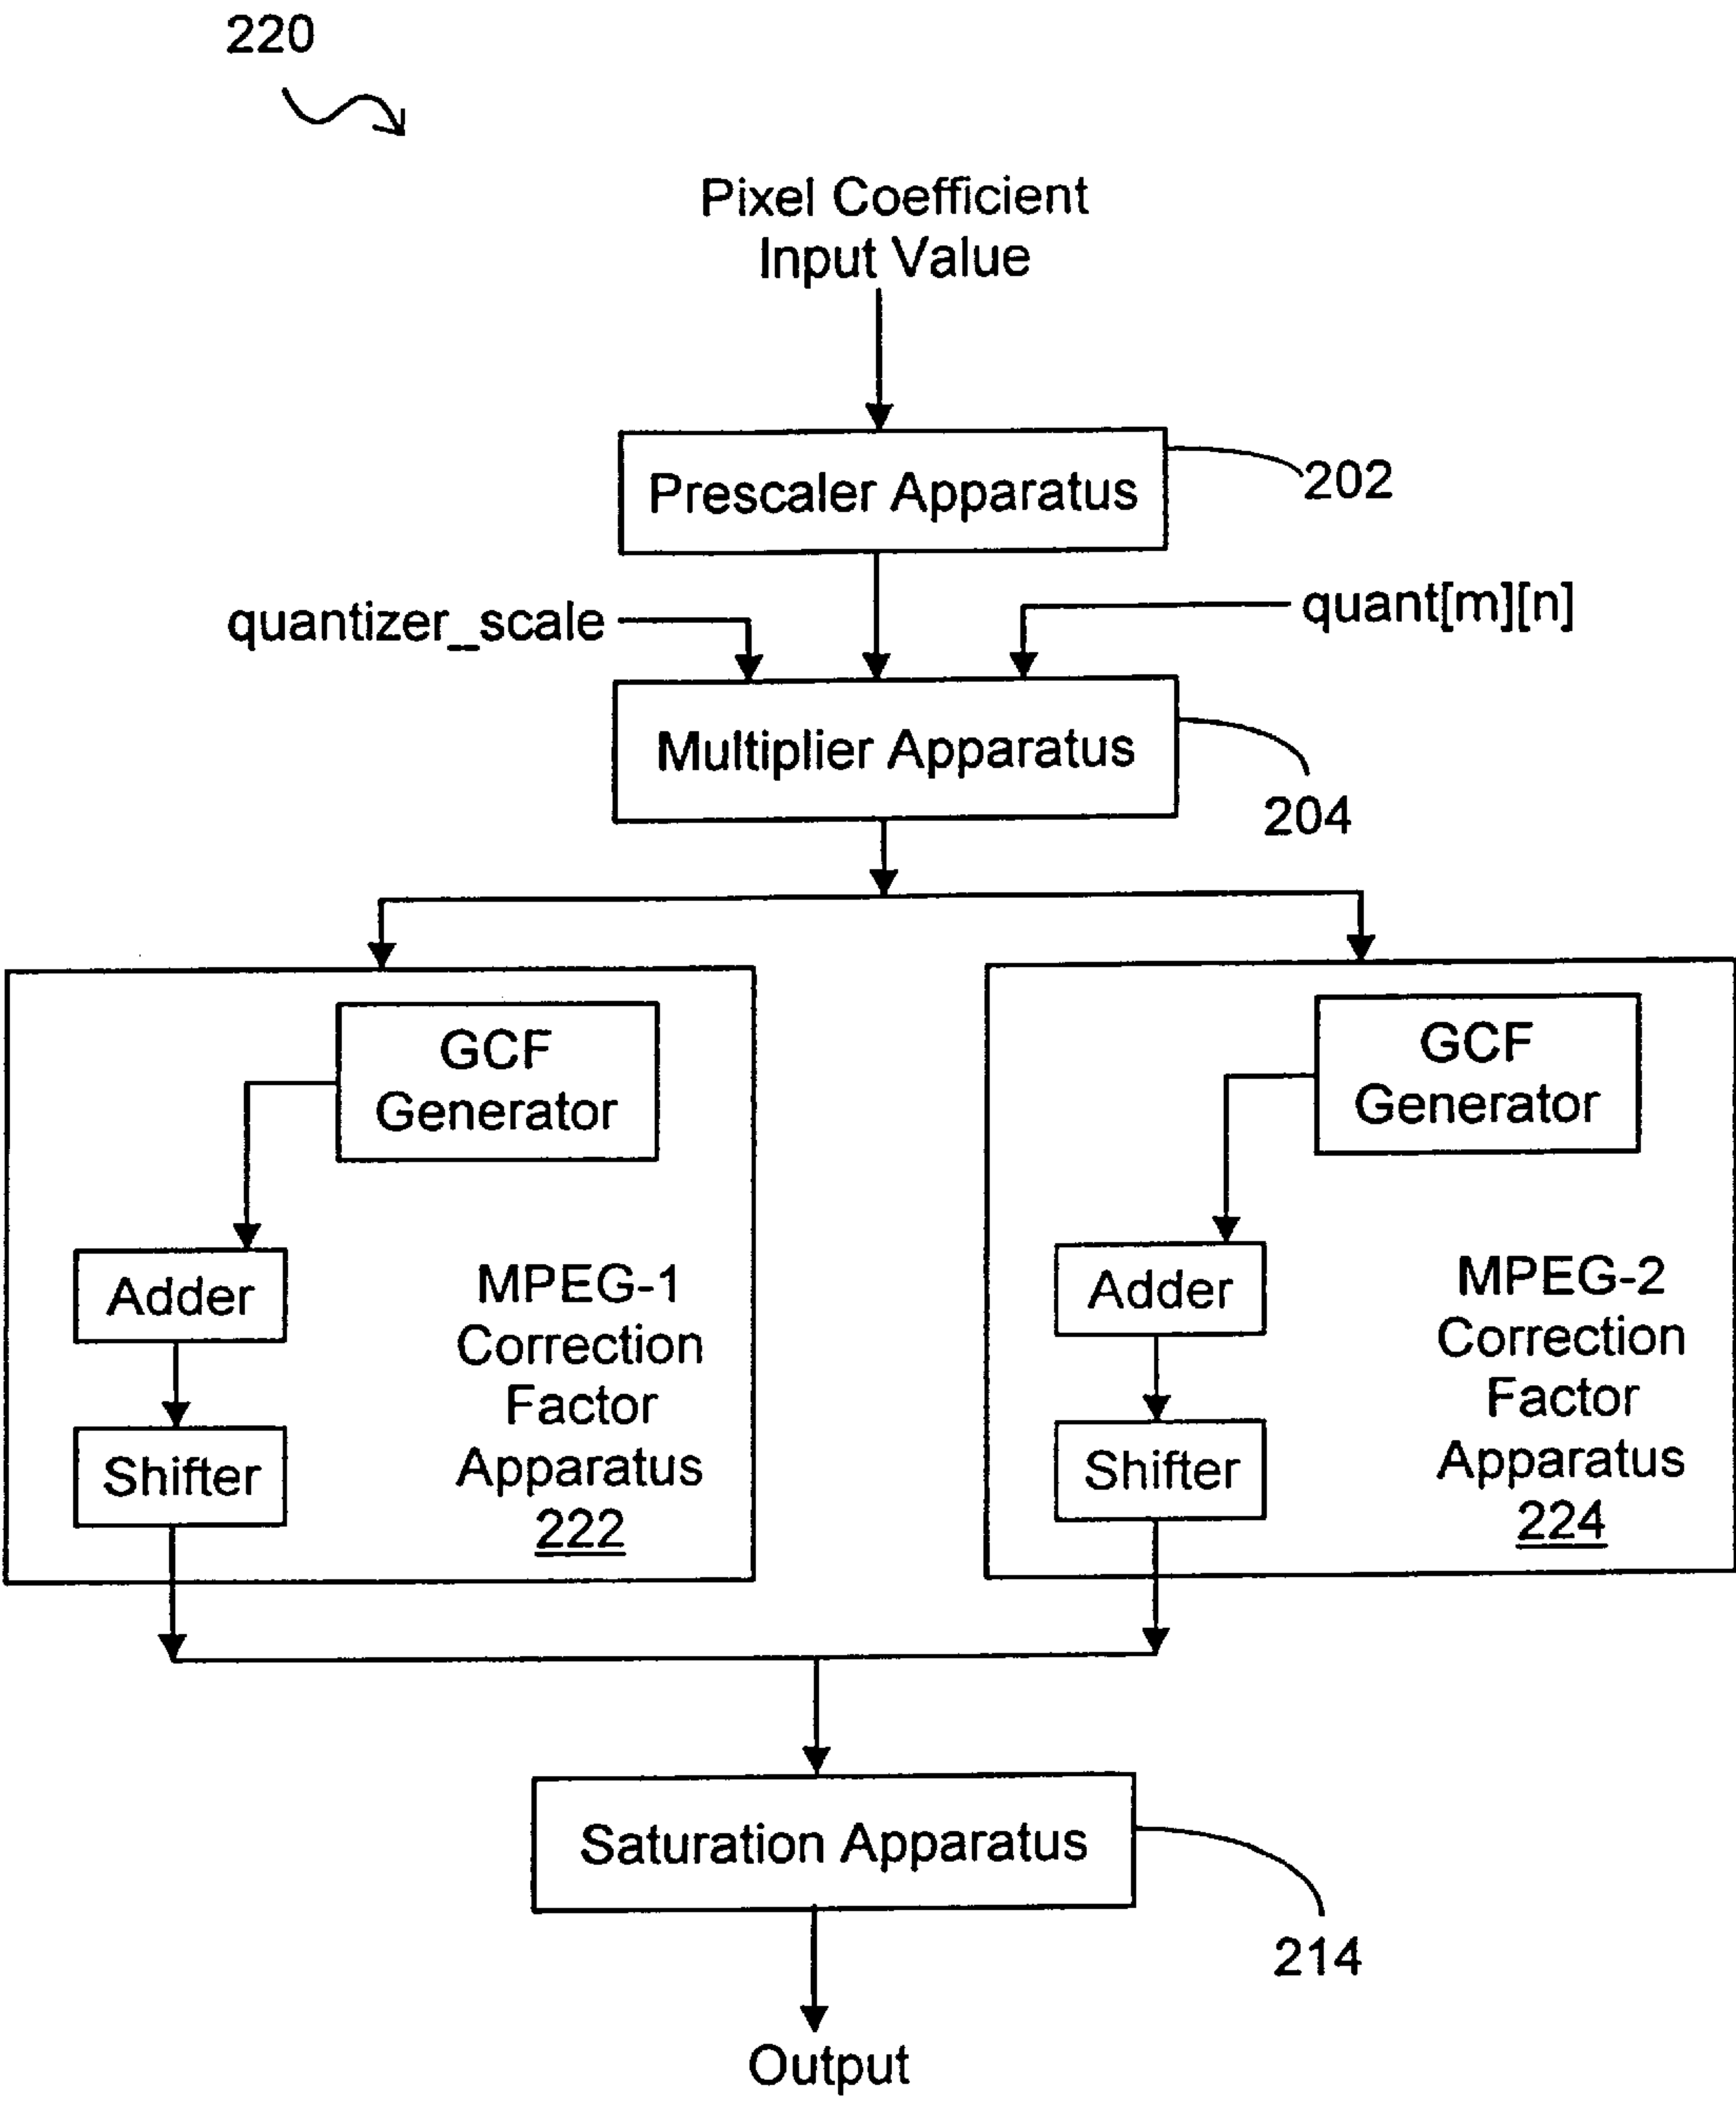 220
Pixel Coefficient
Input Value
Prescaler Apparatus
202
quantizer_scale
quant[m][n]
Multiplier Apparatus
204
GCF
Generator
Adder
Shifter
MPEG-1
Correction
Factor
Apparatus
222
GCF
Generator
Adder
Shifter
MPEG-2
Correction
Factor
Apparatus
224
Saturation Apparatus
214
Output